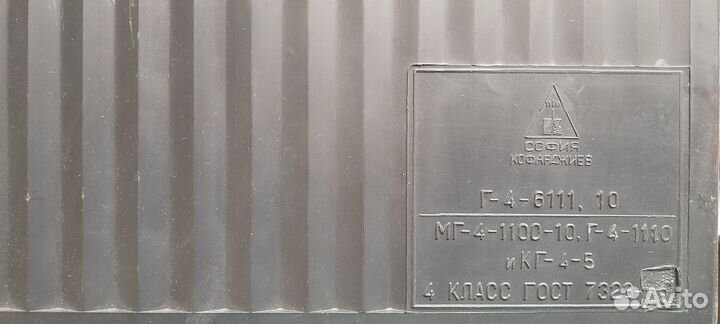 СОФИЯ
КОФАРДЖИЕВ
Г-4-6111, 10
МГ-4-1100-10, Г-4-1110
и КГ-4-5
4 КЛАСС ГОСТ
Avito